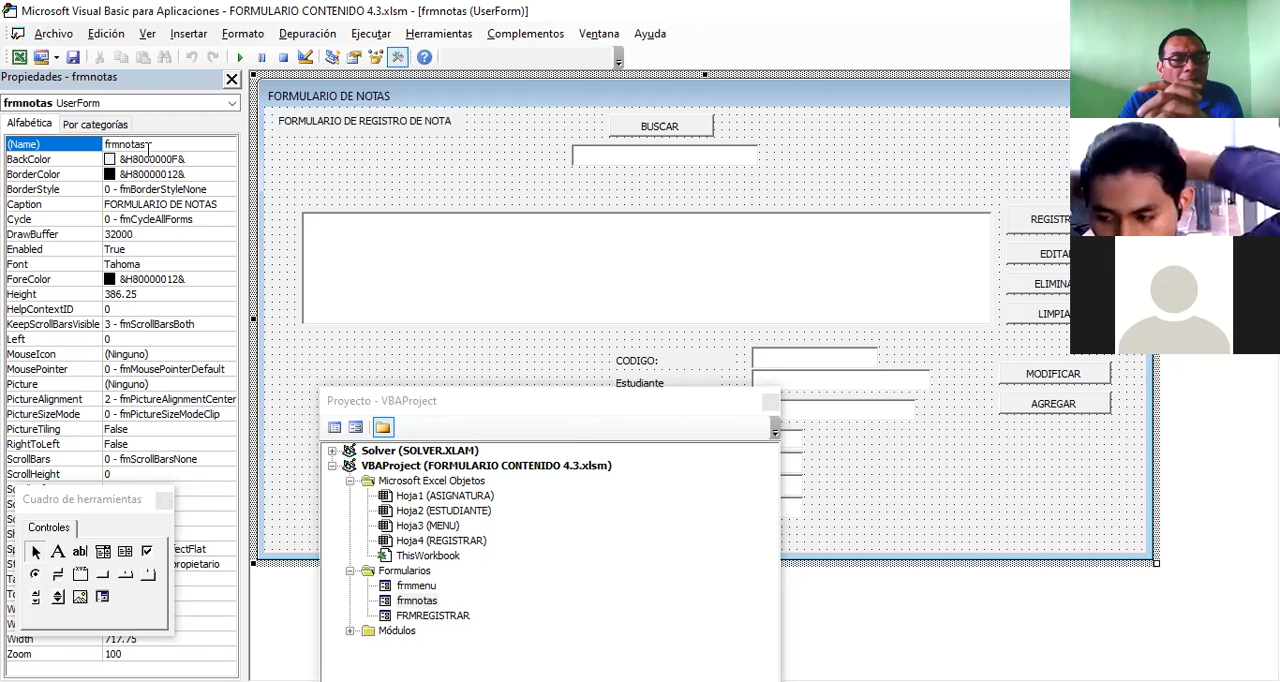 Microsoft Visual Basic para Aplicaciones - FORMULARIO CONTENIDO 4.3.xlsm - [frmnotas (UserForm)]
Archivo Edición Ver Insertar Formato Depuración Ejecutar Herramientas Complementos Ventana Ayuda
Propiedades - frmnotas
frmnotas UserForm
Alfabética Por categorías
(Name) frmnotas
BackColor &H8000000F&
BorderColor &H80000012&
BorderStyle 0 - fmBorderStyleNone
Caption FORMULARIO DE NOTAS
Cycle 0 - fmCycleAllForms
DrawBuffer 32000
Enabled True
Font Tahoma
ForeColor &H80000012&
Height 386.25
HelpContextID 0
KeepScrollBarsVisible 3 - fmScrollBarsBoth
Left 0
MouseIcon (Ninguno)
MousePointer 0 - fmMousePointerDefault
Picture (Ninguno)
PictureAlignment 2 - fmPictureAlignmentCenter
PictureSizeMode 0 - fmPictureSizeModeClip
PictureTiling False
RightToLeft False
ScrollBars 0 - fmScrollBarsNone
ScrollHeight 0
Width 717.75
Zoom 100
Cuadro de herramientas
Controles
FORMULARIO DE NOTAS
FORMULARIO DE REGISTRO DE NOTA
BUSCAR
REGISTR
EDITAR
ELIMINA
LIMPIA
CODIGO:
Estudiante
MODIFICAR
AGREGAR
Proyecto - VBAProject
Solver (SOLVER.XLAM)
VBAProject (FORMULARIO CONTENIDO 4.3.xlsm)
Microsoft Excel Objetos
Hoja1 (ASIGNATURA)
Hoja2 (ESTUDIANTE)
Hoja3 (MENU)
Hoja4 (REGISTRAR)
ThisWorkbook
Formularios
frmmenu
frmnotas
FRMREGISTRAR
Módulos